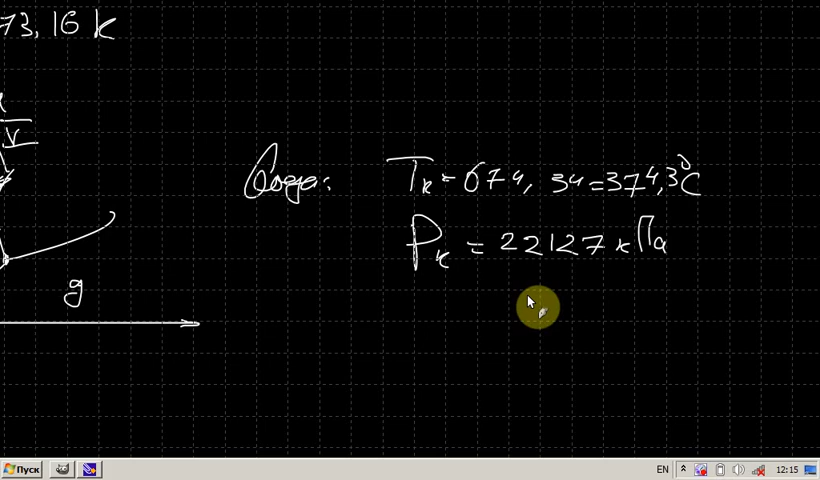 73,16 k
V
Вода: Tк = 674, 34 = 374,3°C
Pк = 22127 кПа
g
Пуск EN 12:15